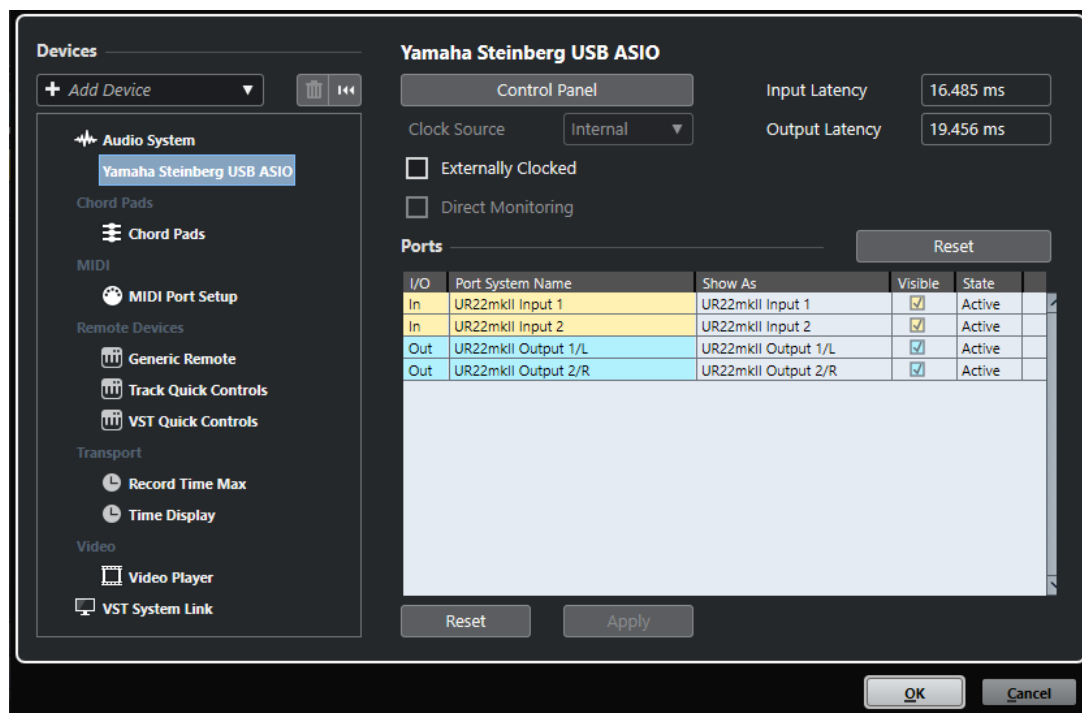 Devices
Add Device
Audio System
Yamaha Steinberg USB ASIO
Chord Pads
Chord Pads
MIDI
MIDI Port Setup
Remote Devices
Generic Remote
Track Quick Controls
VST Quick Controls
Transport
Record Time Max
Time Display
Video
Video Player
VST System Link
Yamaha Steinberg USB ASIO
Control Panel Input Latency 16.485 ms
Clock Source Internal Output Latency 19.456 ms
Externally Clocked
Direct Monitoring
Ports Reset
I/O Port System Name Show As Visible State
In UR22mkII Input 1 UR22mkII Input 1 Active
In UR22mkII Input 2 UR22mkII Input 2 Active
Out UR22mkII Output 1/L UR22mkII Output 1/L Active
Out UR22mkII Output 2/R UR22mkII Output 2/R Active
Reset Apply
OK Cancel